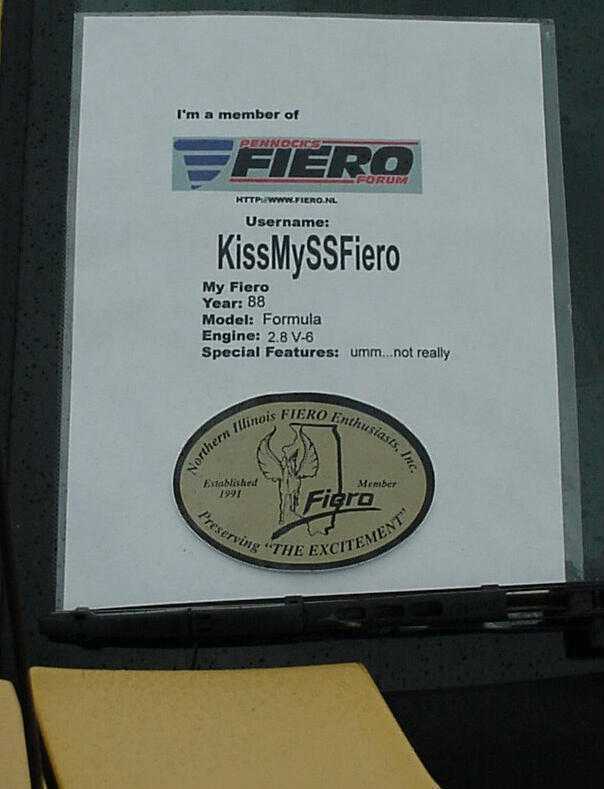 I'm a member of
PENNOCK'S
FIERO
FORUM
HTTP://WWW.FIERO.NL
Username:
KissMySSFiero
My Fiero
Year: 88
Model: Formula
Engine: 2.8 V-6
Special Features: umm...not really
Northern Illinois FIERO Enthusiasts, Inc.
Established
1991
Member
Fiero
Preserving "THE EXCITEMENT"